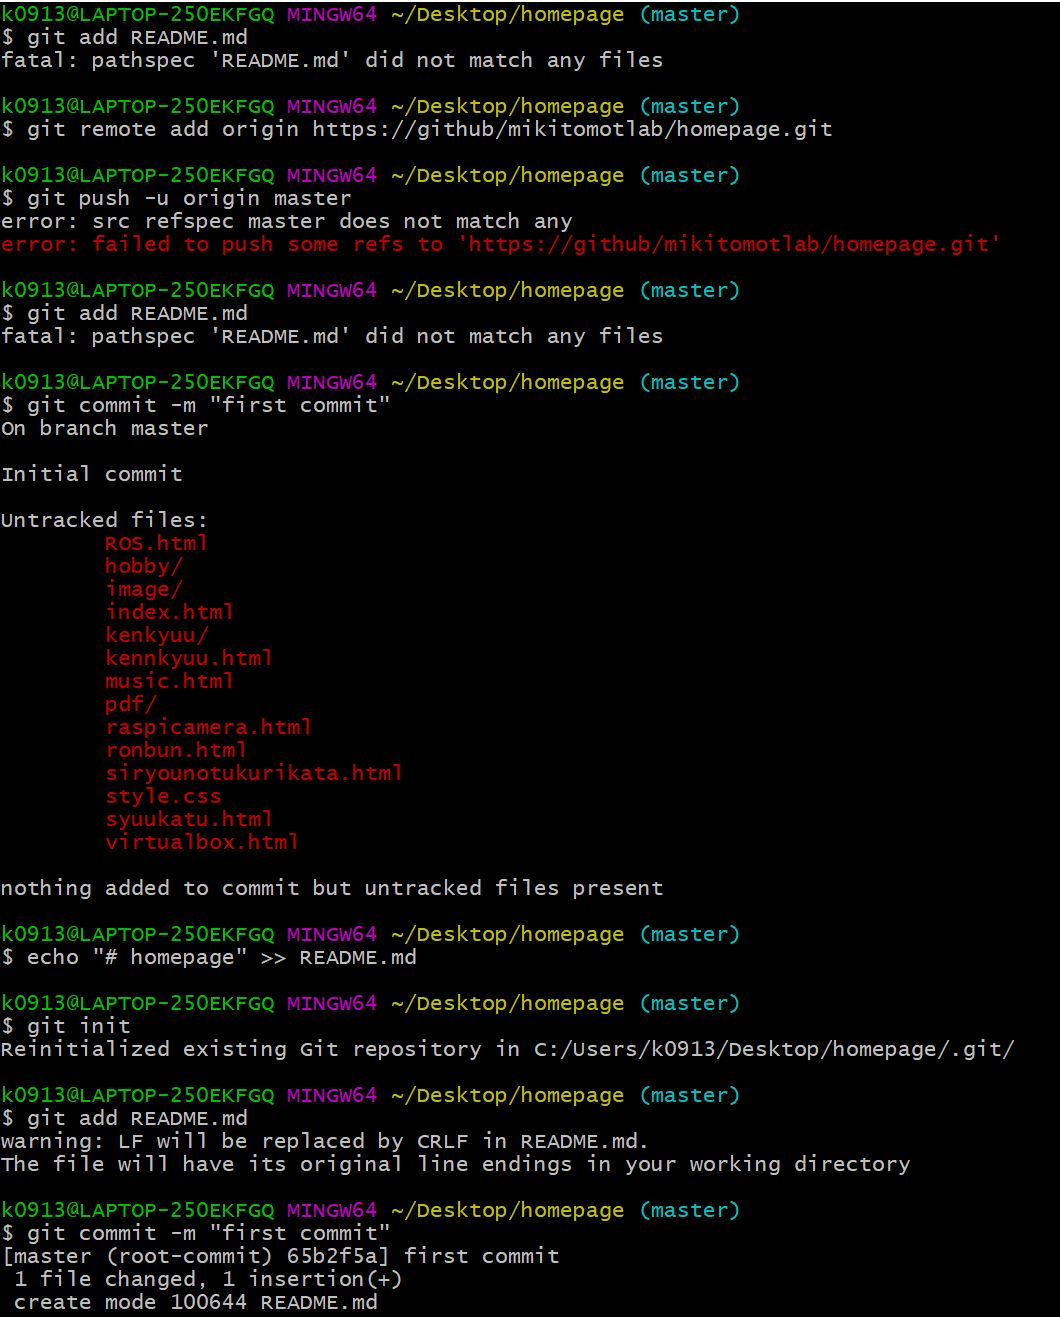 k0913@LAPTOP-250EKFGQ MINGW64 ~/Desktop/homepage (master)
$ git add README.md
fatal: pathspec 'README.md' did not match any files
k0913@LAPTOP-250EKFGQ MINGW64 ~/Desktop/homepage (master)
$ git remote add origin https://github/mikitomotlab/homepage.git
k0913@LAPTOP-250EKFGQ MINGW64 ~/Desktop/homepage (master)
$ git push -u origin master
error: src refspec master does not match any
error: failed to push some refs to 'https://github/mikitomotlab/homepage.git'
k0913@LAPTOP-250EKFGQ MINGW64 ~/Desktop/homepage (master)
$ git add README.md
fatal: pathspec 'README.md' did not match any files
k0913@LAPTOP-250EKFGQ MINGW64 ~/Desktop/homepage (master)
$ git commit -m "first commit"
On branch master
Initial commit
Untracked files:
ROS.html
hobby/
image/
index.html
kenkyuu/
kennkyuu.html
music.html
pdf/
raspicamera.html
ronbun.html
siryounotukurikata.html
style.css
syuukatu.html
virtualbox.html
nothing added to commit but untracked files present
k0913@LAPTOP-250EKFGQ MINGW64 ~/Desktop/homepage (master)
$ echo "# homepage" >> README.md
k0913@LAPTOP-250EKFGQ MINGW64 ~/Desktop/homepage (master)
$ git init
Reinitialized existing Git repository in C:/Users/k0913/Desktop/homepage/.git/
k0913@LAPTOP-250EKFGQ MINGW64 ~/Desktop/homepage (master)
$ git add README.md
warning: LF will be replaced by CRLF in README.md.
The file will have its original line endings in your working directory
k0913@LAPTOP-250EKFGQ MINGW64 ~/Desktop/homepage (master)
$ git commit -m "first commit"
[master (root-commit) 65b2f5a] first commit
1 file changed, 1 insertion(+)
create mode 100644 README.md